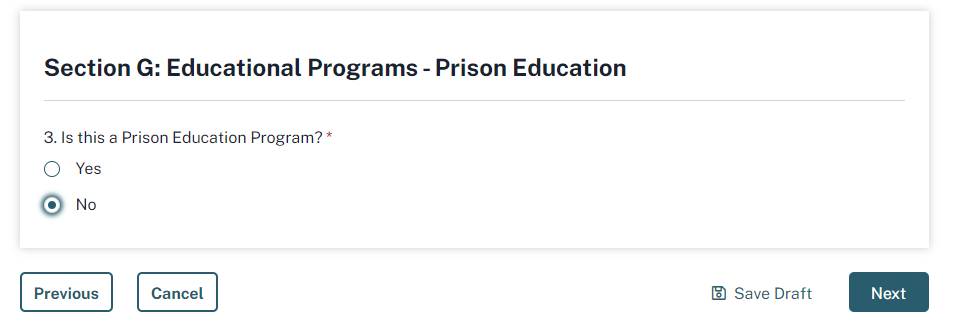 Section G: Educational Programs - Prison Education
3. Is this a Prison Education Program? *
Yes
No
Previous
Cancel
Save Draft
Next